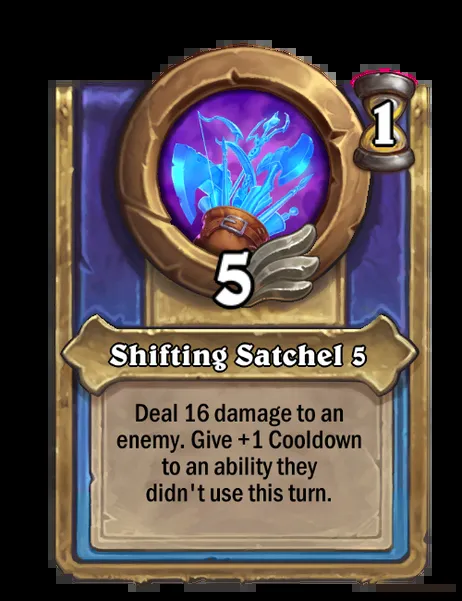 1
5
Shifting Satchel 5
Deal 16 damage to an
enemy. Give +1 Cooldown
to an ability they
didn't use this turn.